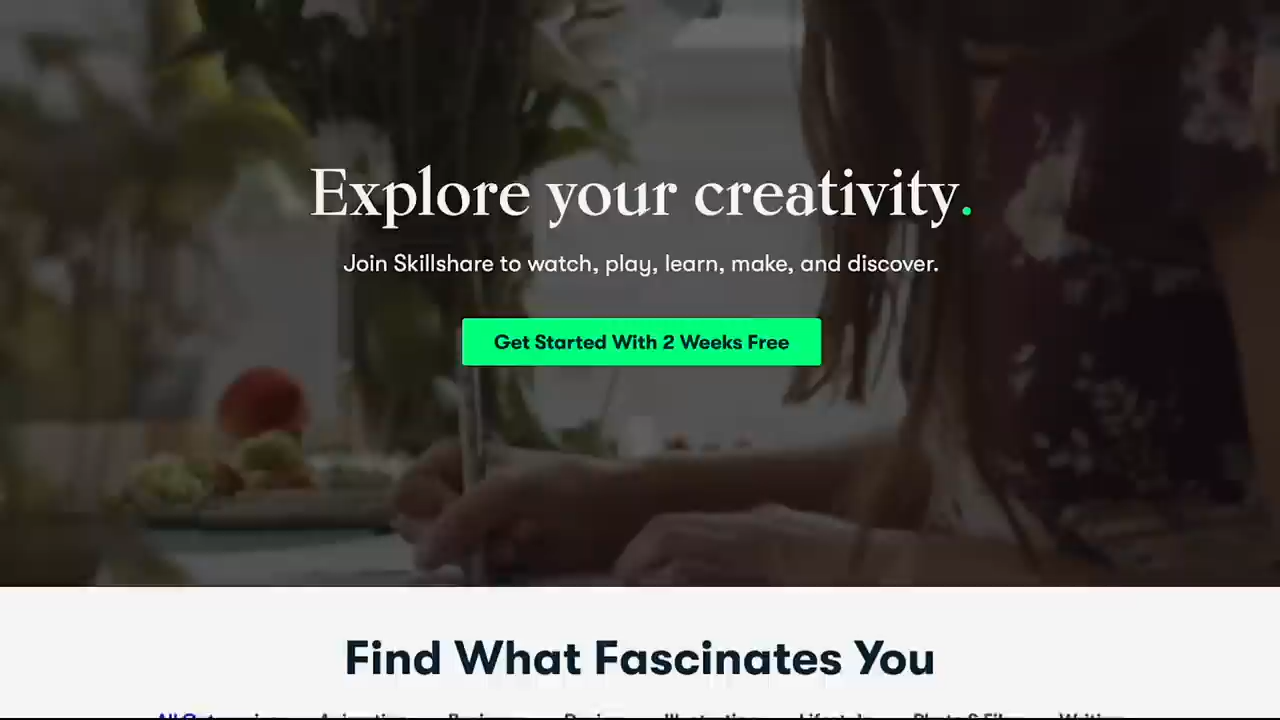 Explore your creativity.
Join Skillshare to watch, play, learn, make, and discover.
Get Started With 2 Weeks Free
Find What Fascinates You